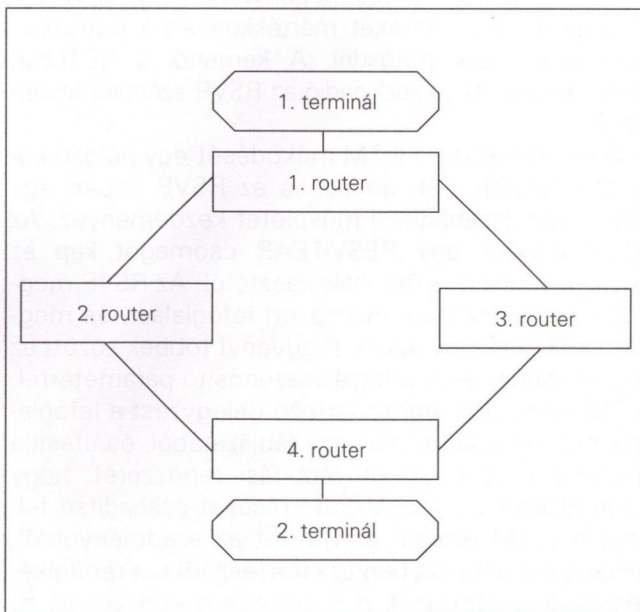 1. terminál
1. router
2. router
3. router
4. router
2. terminál